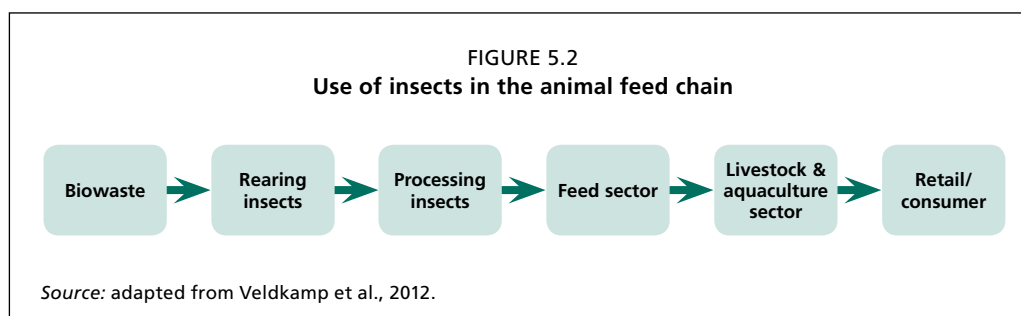 FIGURE 5.2
Use of insects in the animal feed chain
Biowaste
Rearing
insects
Processing
insects
Feed sector
Livestock &
aquaculture
sector
Retail/
consumer
Source: adapted from Veldkamp et al., 2012.